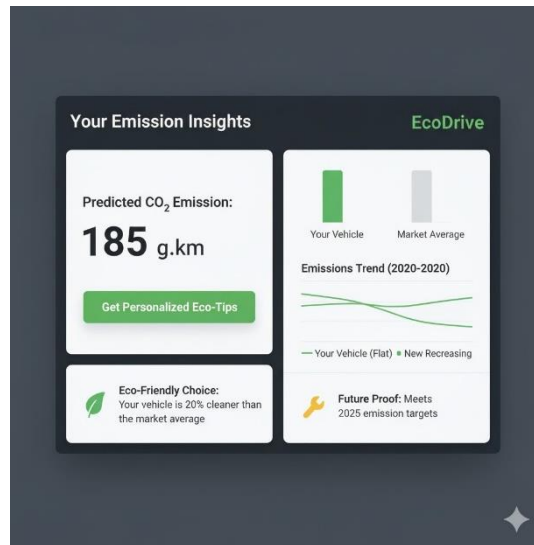 Your Emission Insights
EcoDrive
Predicted CO₂ Emission:
185 g.km
Get Personalized Eco-Tips
Eco-Friendly Choice:
Your vehicle is 20% cleaner than
the market average
Your Vehicle
Market Average
Emissions Trend (2020-2020)
Your Vehicle (Flat)
New Recreasing
Future Proof: Meets
2025 emission targets